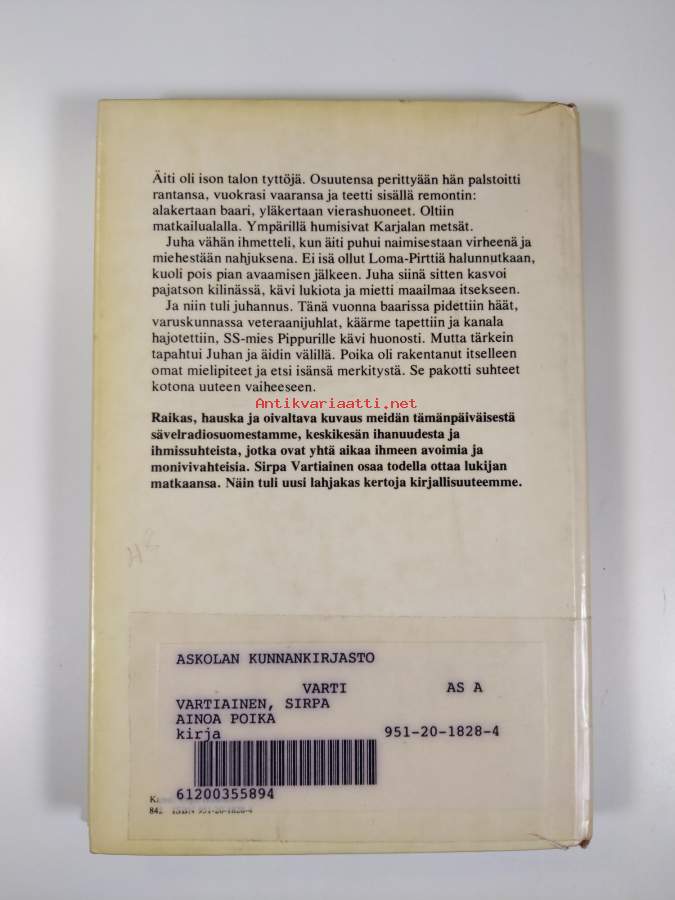 Äiti oli ison talon tyttöjä. Osuutensa perittyään hän palstoitti
rantansa, vuokrasi vaaransa ja teetti sisällä remontin:
alakertaan baari, yläkertaan vierashuoneet. Oltiin
matkailualalla. Ympärillä humisivat Karjalan metsät.
Juha vähän ihmetteli, kun äiti puhui naimisestaan virheenä ja
miehestään nahjuksena. Ei isä ollut Loma-Pirttiä halunnutkaan,
kuoli pois pian avaamisen jälkeen. Juha siinä sitten kasvoi
pajatson kilinässä, kävi lukiota ja mietti maailmaa itsekseen.
Ja niin tuli juhannus. Tänä vuonna baarissa pidettiin häät,
varuskunnassa veteraanijuhlat, käärme tapettiin ja kanala
hajotettiin, SS-mies Pippurille kävi huonosti. Mutta tärkein
tapahtui Juhan ja äidin välillä. Poika oli rakentanut itselleen
omat mielipiteet ja etsi isänsä merkitystä. Se pakotti suhteet
kotona uuteen vaiheeseen.
Antikvariaatti.net
Raikas, hauska ja oivaltava kuvaus meidän tämänpäiväisestä
sävelradiosuomestamme, keskikesän ihanuudesta ja
ihmissuhteista, jotka ovat yhtä aikaa ihmeen avoimia ja
monivivahteisia. Sirpa Vartiainen osaa todella ottaa lukijan
matkaansa. Näin tuli uusi lahjakas kertoja kirjallisuuteemme.
ASKOLAN KUNNANKIRJASTO
VARTI AS A
VARTIAINEN, SIRPA
AINOA POIKA
kirja 951-20-1828-4
61200355894
842 ISBN 951-20-1828-4